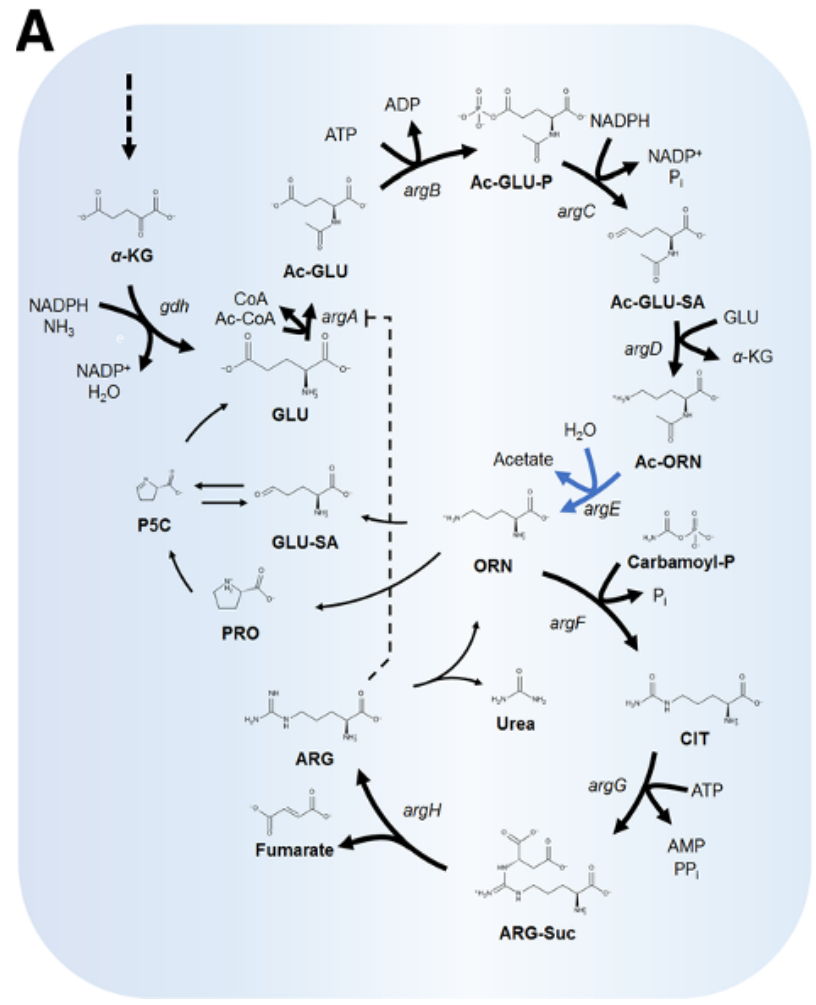 A
ADP
ATP
NADPH
argB
Ac-GLU-P
NADP⁺
Pᵢ
argC
α-KG
Ac-GLU
Ac-GLU-SA
NADPH
NH₃
gdh
CoA
Ac-CoA
argA
GLU
argD
α-KG
NADP⁺
H₂O
GLU
H₂O
Ac-ORN
Acetate
argE
P5C
GLU-SA
ORN
Carbamoyl-P
Pᵢ
argF
PRO
Urea
CIT
ARG
argG
ATP
argH
Fumarate
AMP
PPᵢ
ARG-Suc